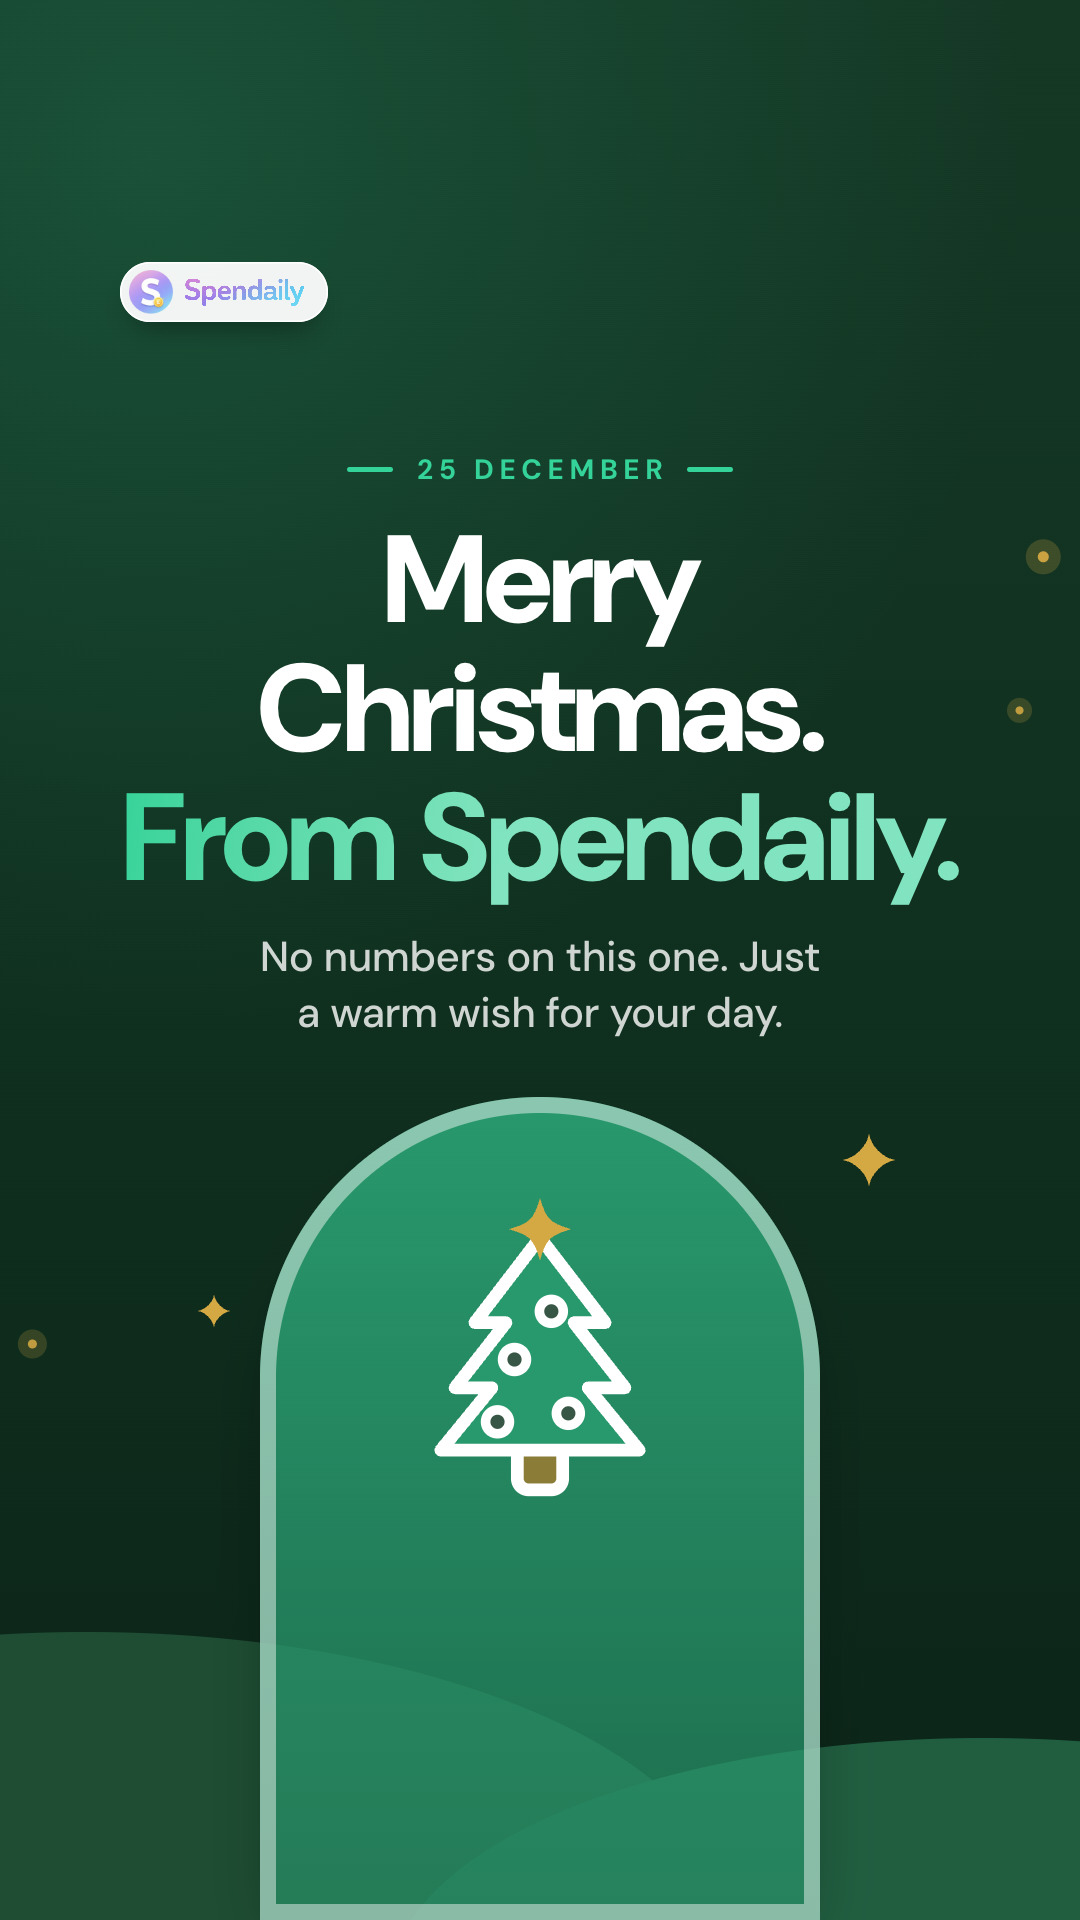 Spendaily
25 DECEMBER
Merry
Christmas.
From Spendaily.
No numbers on this one. Just
a warm wish for your day.